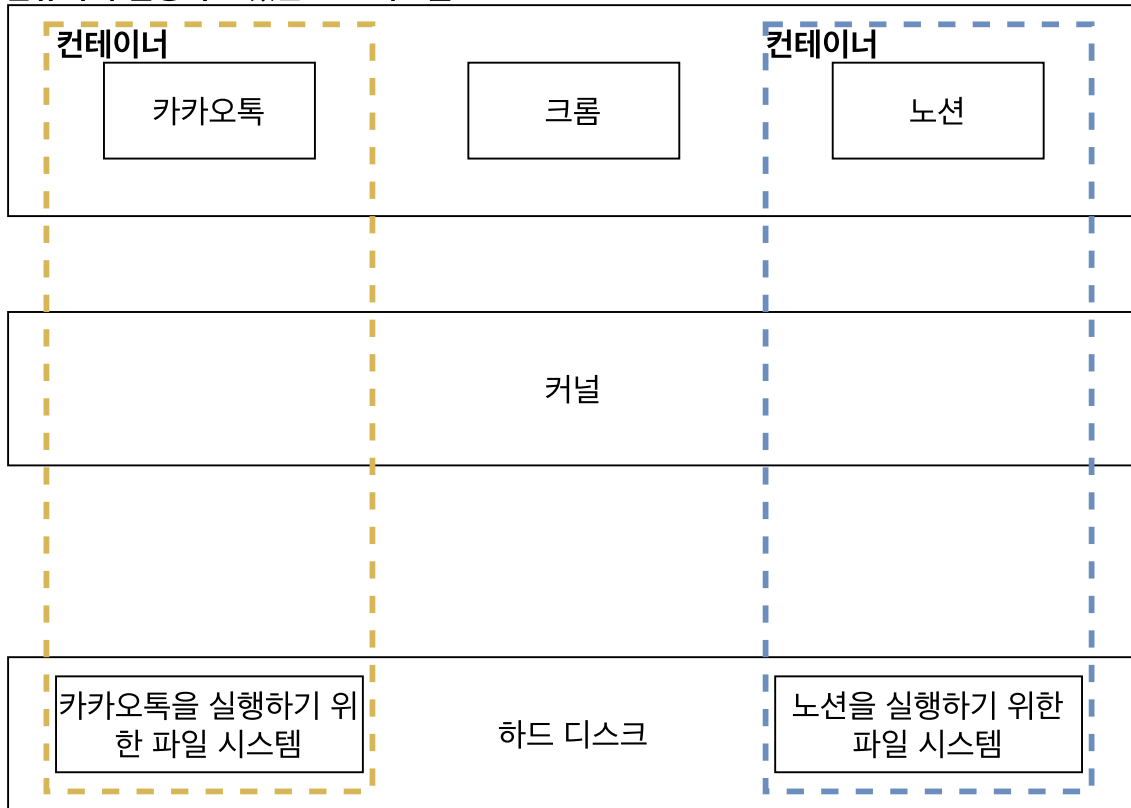 컨테이너
컨테이너
카카오톡
크롬
노션
커널
카카오톡을 실행하기 위
한 파일 시스템
하드 디스크
노션을 실행하기 위한
파일 시스템